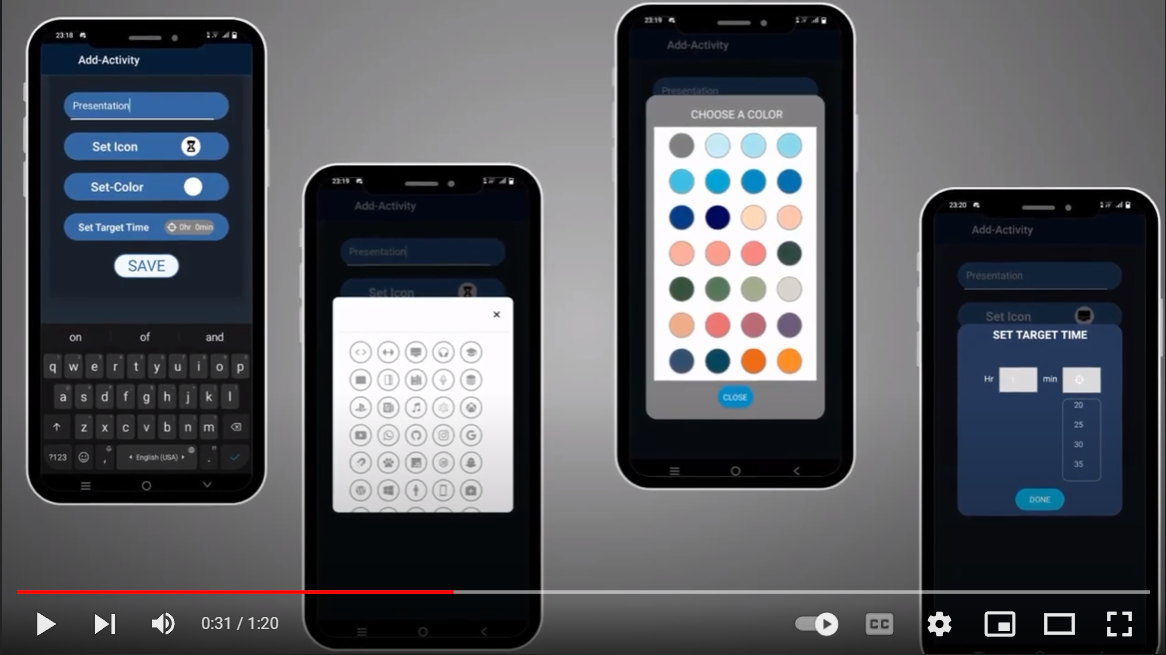 23:18
Add-Activity
Presentation
Set Icon
Set-Color
Set Target Time 0hr 0min
SAVE
on of and
q w e r t y u i o p
a s d f g h j k l
z x c v b n m
?123 , English (USA) .
23:19
Add-Activity
Presentation
Set Icon
23:19
Add-Activity
Presentation
CHOOSE A COLOR
CLOSE
23:20
Add-Activity
Presentation
Set Icon
SET TARGET TIME
Hr min
20
25
30
35
DONE
0:31 / 1:20
CC